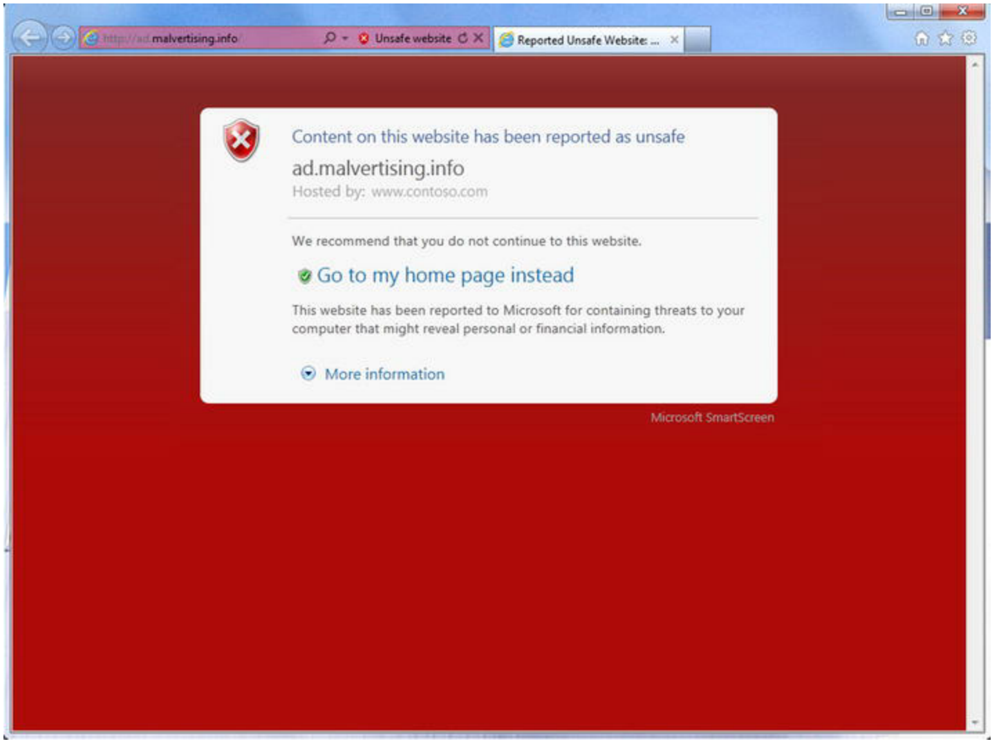 http://ad.malvertising.info/
Unsafe website
Reported Unsafe Website: ...
Content on this website has been reported as unsafe
ad.malvertising.info
Hosted by: www.contoso.com
We recommend that you do not continue to this website.
Go to my home page instead
This website has been reported to Microsoft for containing threats to your
computer that might reveal personal or financial information.
More information
Microsoft SmartScreen